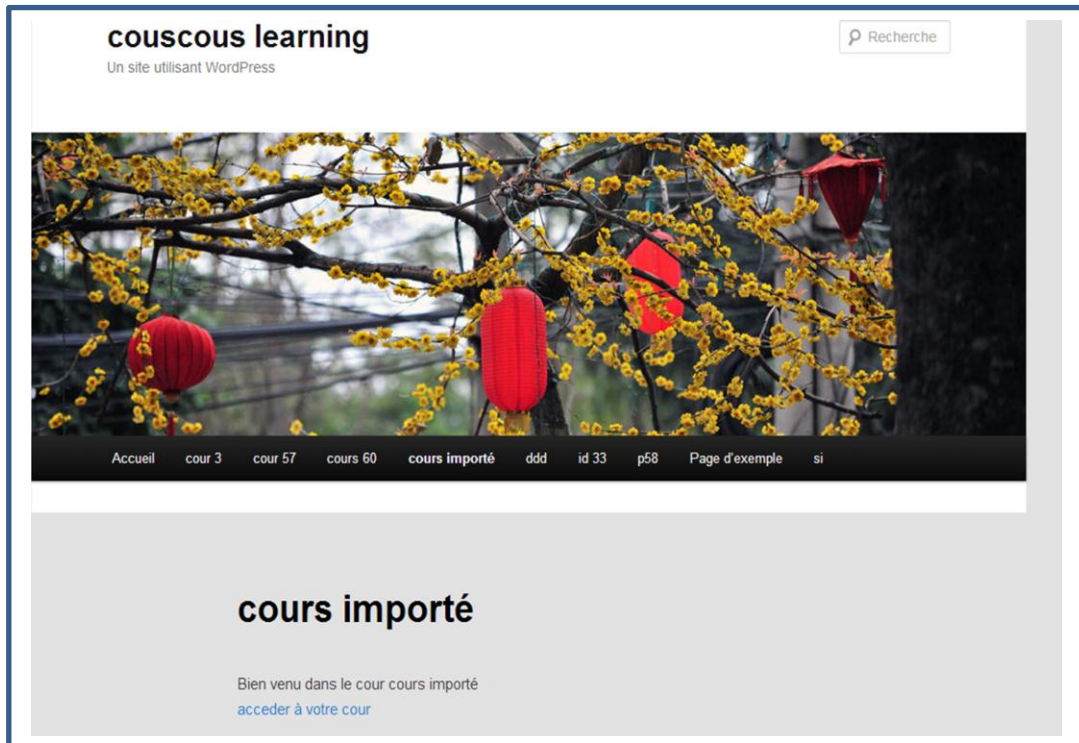 couscous learning
Recherche
Un site utilisant WordPress
Accueil cour 3 cour 57 cours 60 cours importé ddd id 33 p58 Page d'exemple si
cours importé
Bien venu dans le cour cours importé
acceder à votre cour